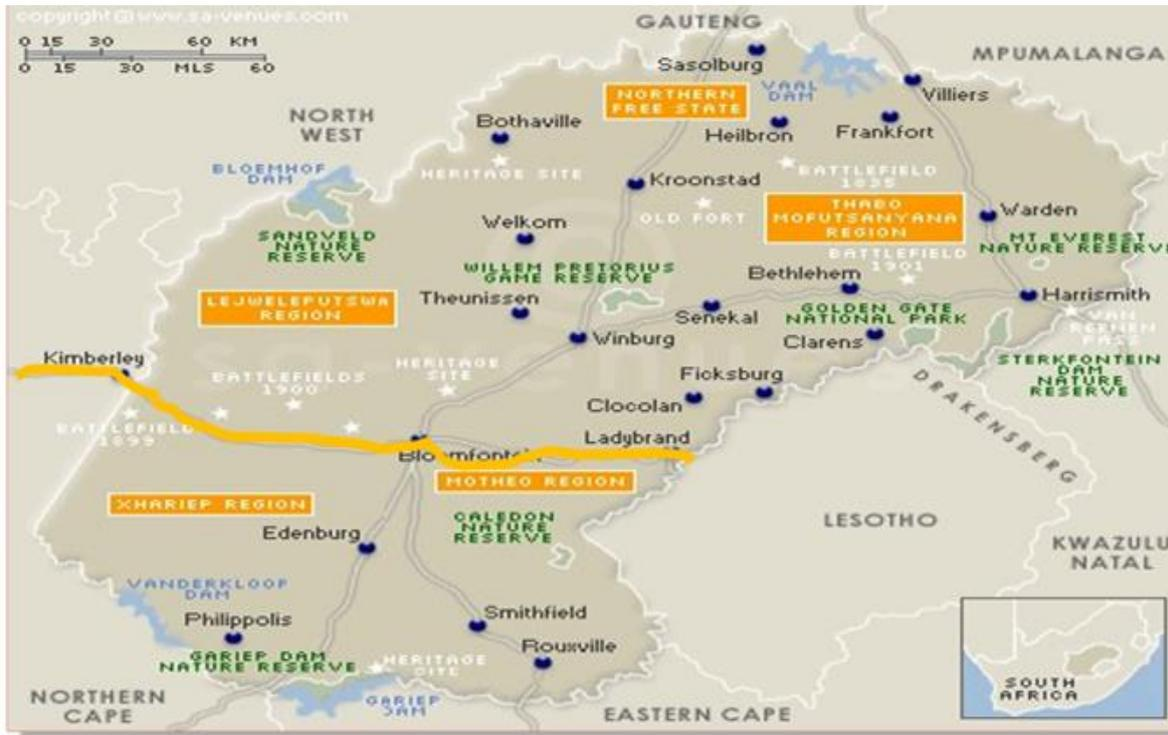 copyright@www.sa-venues.com
0 15 30 60 KM
0 15 30 60
MLS
GAUTENG
MPUMALANGA
Sasolburg
NORTHERN
FREE STATE
VAAL
DAM
Villiers
NORTH
WEST
Bothaville
Heilbron
Frankfort
HERITAGE SITE
BATTLEFIELD
1835
BLOEMHOF
DAM
Kroonstad
OLD FORT
THABO
MOFUTSANYANA
REGION
Warden
SANDVELD
NATURE
RESERVE
Welkom
MT EVEREST
NATURE RESERVE
WILLEM PRETORIUS
GAME RESERVE
BATTLEFIELD
1901
Bethlehem
LEJWELEPUTSWA
REGION
Theunissen
Senekal
GOLDEN GATE
NATIONAL PARK
Harrismith
VAN
REENEN
PASS
Winburg
Clarens
Kimberley
HERITAGE
SITE
sa-venues
STERKFONTEIN
DAM
NATURE
RESERVE
BATTLEFIELDS
1900
Ficksburg
DRAKENSBERG
Clocolan
BATTLEFIELD
1899
Ladybrand
Bloemfontein
MOTHEO REGION
XHARIEP REGION
CALEDON
NATURE
RESERVE
LESOTHO
Edenburg
KWAZULU
NATAL
VANDERKLOOF
DAM
Philippolis
Smithfield
GARIEP DAM
NATURE RESERVE
HERITAGE
SITE
Rouxville
NORTHERN
CAPE
GARIEP
DAM
EASTERN CAPE
SOUTH
AFRICA